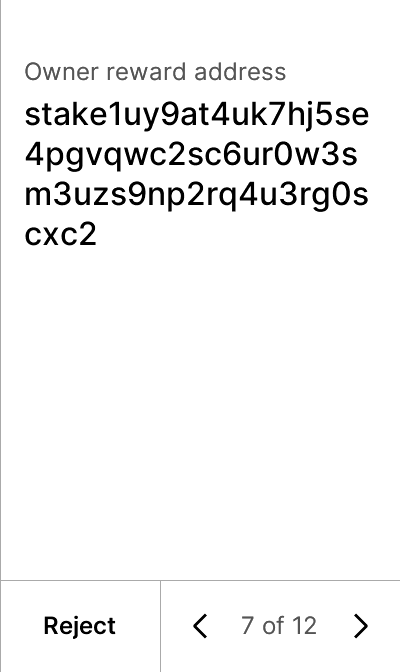 Owner reward address
stake1uy9at4uk7hj5se
4pgvqwc2sc6ur0w3s
m3uzs9np2rq4u3rg0s
cxc2
Reject
7 of 12